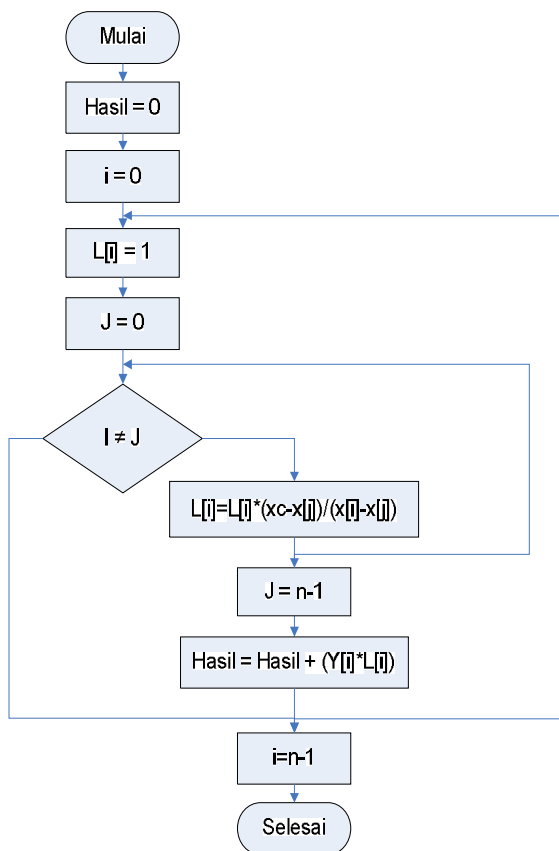 Mulai
Hasil = 0
i = 0
L[i] = 1
J = 0
I ≠ J
L[i]=L[i]*(xc-x[j])/(x[i]-x[j])
J = n-1
Hasil = Hasil + (Y[i]*L[i])
i=n-1
Selesai